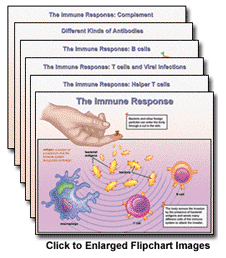 The Immune Response: Complement
Different Kinds of Antibodies
The Immune Response: B cells
The Immune Response: T cells and Viral Infections
The Immune Response: Helper T cells
The Immune Response
Bacteria and other foreign
particles can enter the body
through a cut in the skin.
bacteria
bacterial
antigens
B cell
T cell
macrophage
The body senses the invasion
by the presence of bacterial
antigens and sends many
different cells of the immune
system to attack the invader.
Click to Enlarged Flipchart Images